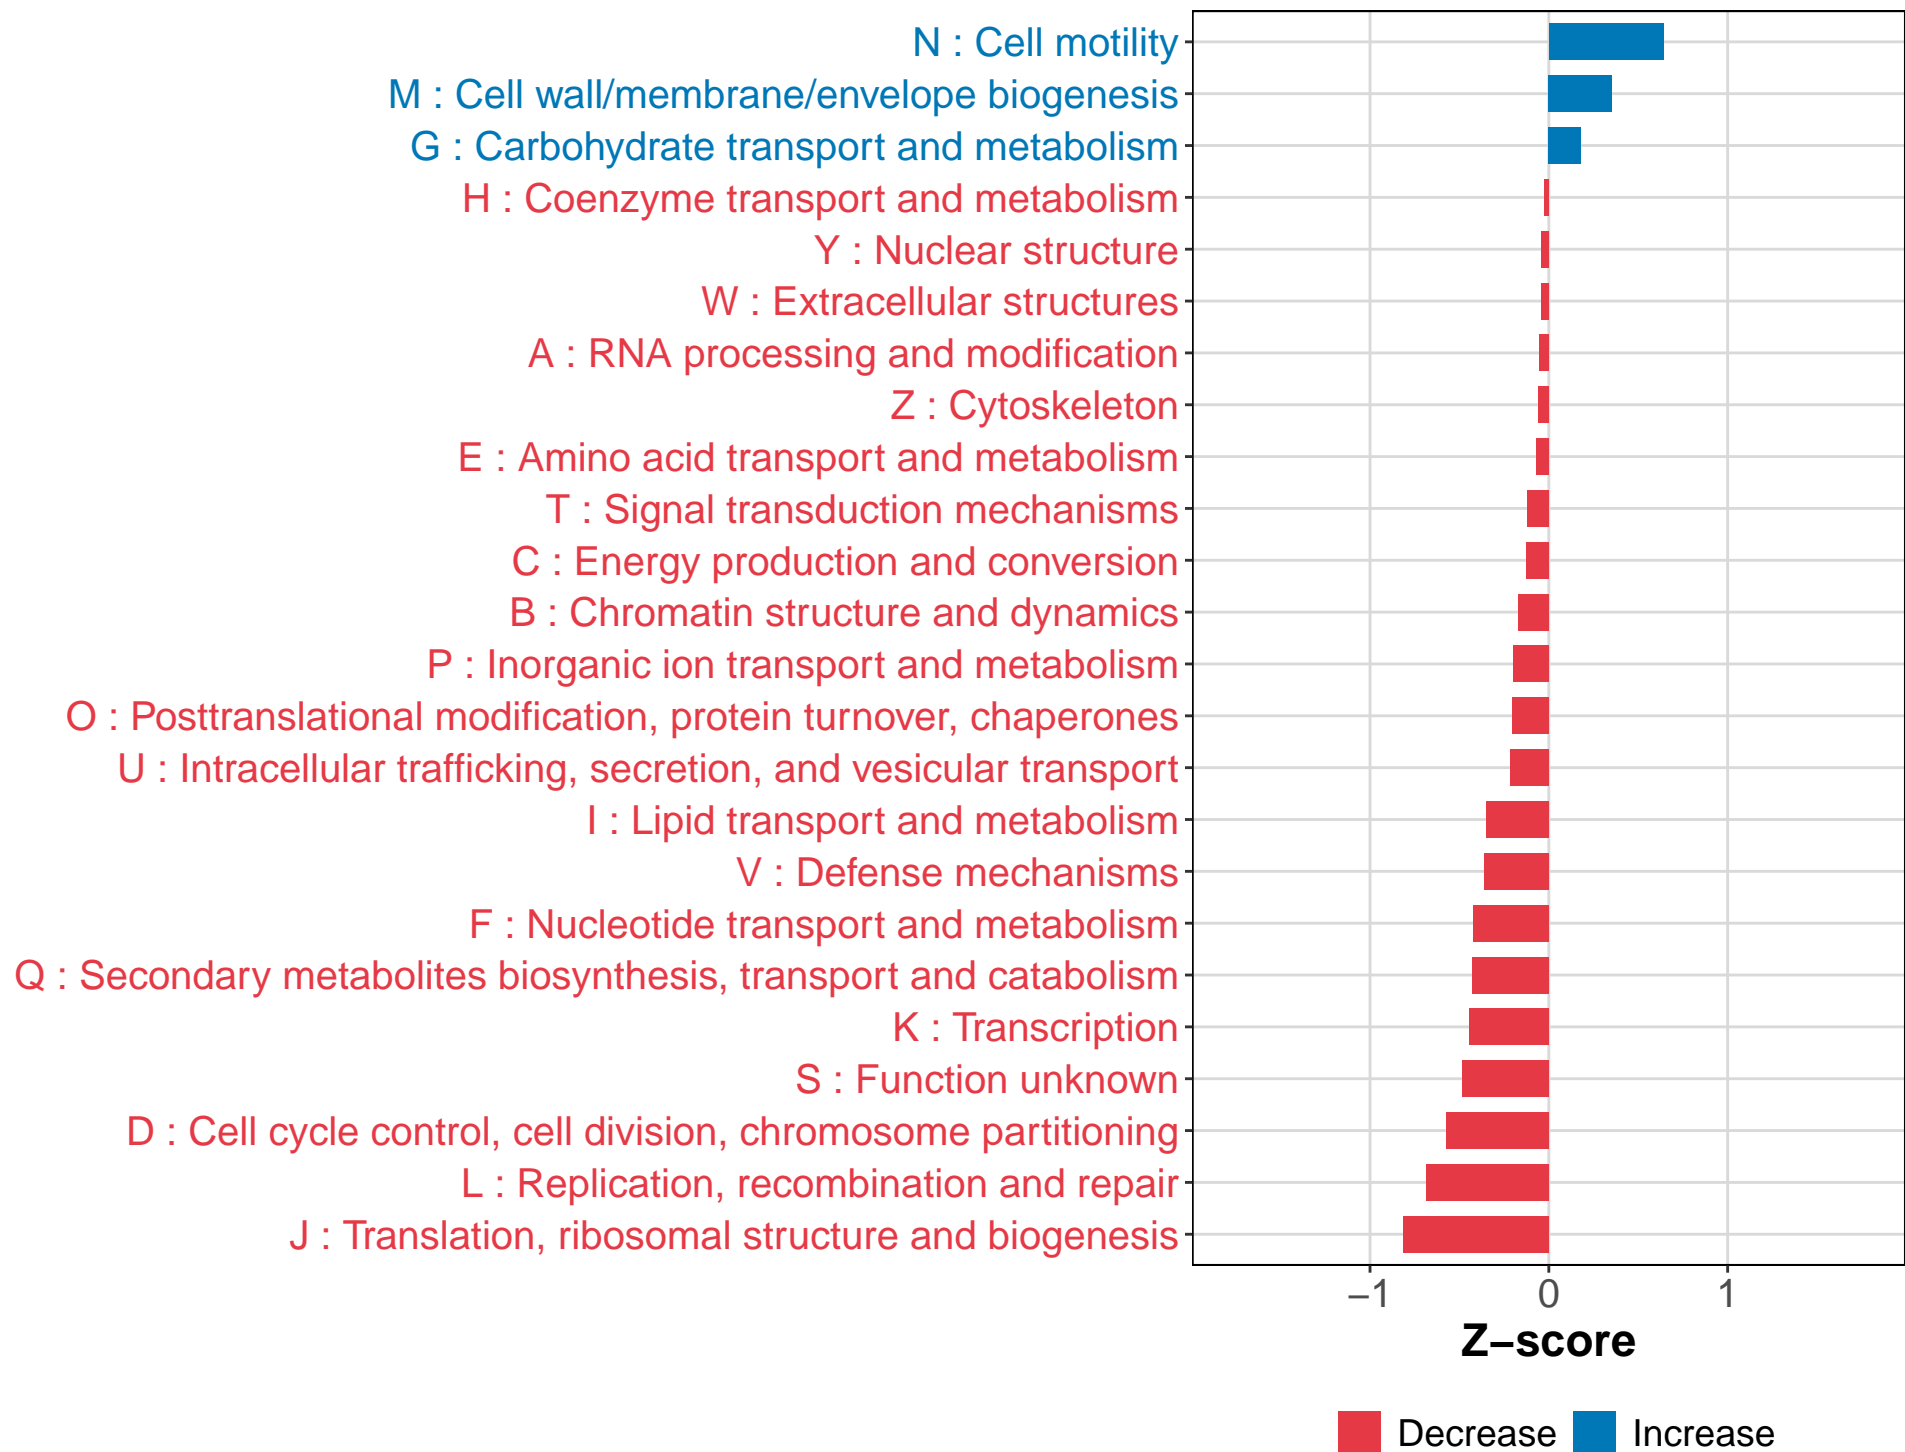 N : Cell motility
M : Cell wall/membrane/envelope biogenesis
G : Carbohydrate transport and metabolism
H : Coenzyme transport and metabolism
Y : Nuclear structure
W : Extracellular structures
A : RNA processing and modification
Z : Cytoskeleton
E : Amino acid transport and metabolism
T : Signal transduction mechanisms
C : Energy production and conversion
B : Chromatin structure and dynamics
P : Inorganic ion transport and metabolism
O : Posttranslational modification, protein turnover, chaperones
U : Intracellular trafficking, secretion, and vesicular transport
I : Lipid transport and metabolism
V : Defense mechanisms
F : Nucleotide transport and metabolism
Q : Secondary metabolites biosynthesis, transport and catabolism
K : Transcription
S : Function unknown
D : Cell cycle control, cell division, chromosome partitioning
L : Replication, recombination and repair
J : Translation, ribosomal structure and biogenesis
−1 0 1
Z−score
Decrease Increase